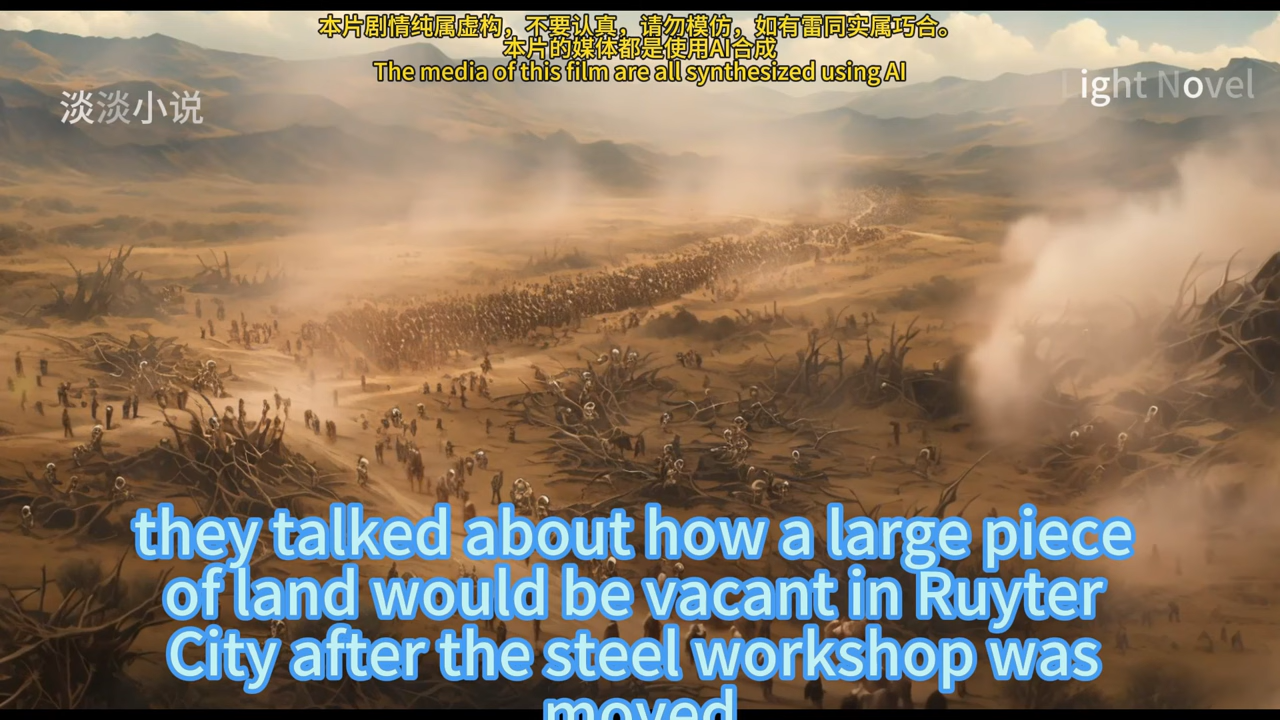 本片剧情纯属虚构，不要认真，请勿模仿，如有雷同实属巧合。
本片的媒体都是使用AI合成
The media of this film are all synthesized using AI
淡淡小说
Light Novel
they talked about how a large piece
of land would be vacant in Ruyter
City after the steel workshop was
moved